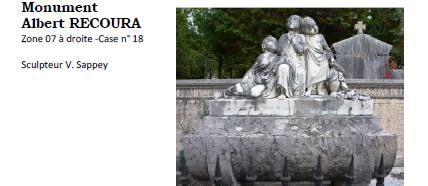 Monument
Albert RECOURA
Zone 07 à droite -Case n° 18
Sculpteur V. Sappey